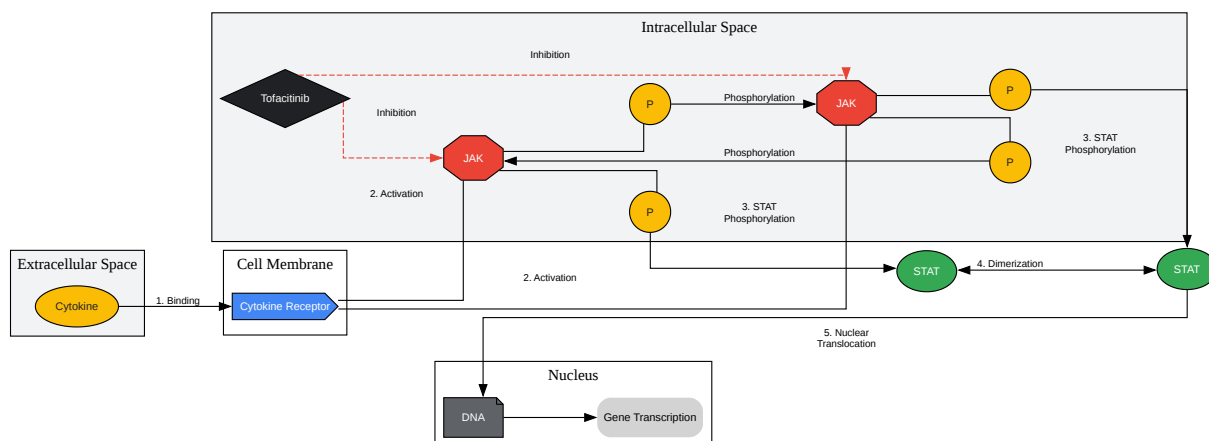 Intracellular Space
Inhibition
Tofacitinib
Inhibition
P
Phosphorylation
JAK
P
JAK
Phosphorylation
P
3. STAT
Phosphorylation
2. Activation
P
3. STAT
Phosphorylation
Extracellular Space
Cell Membrane
Cytokine
1. Binding
Cytokine Receptor
2. Activation
STAT
4. Dimerization
STAT
5. Nuclear
Translocation
Nucleus
DNA
Gene Transcription